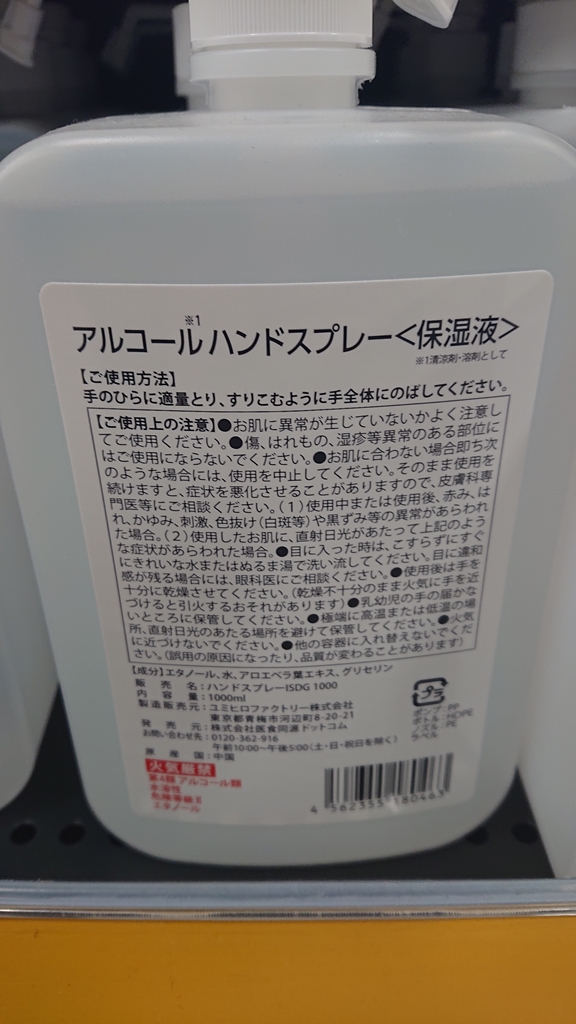 アルコール※1ハンドスプレー<保湿液>
※1清涼剤・溶剤として
【ご使用方法】
手のひらに適量とり、すりこむように手全体にのばしてください。
【ご使用上の注意】●お肌に異常が生じていないかよく注意し
てご使用ください。●傷、はれもの、湿疹等異常のある部位に
はご使用にならないでください。●お肌に合わない場合即ち次
のような場合には、使用を中止してください。そのまま使用を
続けますと、症状を悪化させることがありますので、皮膚科専
門医等にご相談ください。(1)使用中または使用後、赤み、は
れ、かゆみ、刺激、色抜け(白斑等)や黒ずみ等の異常があらわれ
た場合。(2)使用したお肌に、直射日光があたって上記のよう
な症状があらわれた場合。●目に入った時は、こすらずにすぐ
にきれいな水またはぬるま湯で洗い流してください。目に違和
感が残る場合には、眼科医にご相談ください。●使用後は手を
十分に乾燥させてください。(乾燥不十分のまま火気に手を近
づけると引火するおそれがあります)●乳幼児の手の届かな
いところに保管してください。●極端に高温または低温の場
所、直射日光のあたる場所を避けて保管してください。●火気
に近づけないでください。●他の容器に入れ替えないでくだ
さい。(誤用の原因になったり、品質が変わることがあります)
【成分】エタノール、水、アロエベラ葉エキス、グリセリン
販売名:ハンドスプレーISDG 1000
内容量:1000ml
製造販売元:ユミヒロファクトリー株式会社
東京都青梅市河辺町8-20-21
発売元:株式会社医食同源ドットコム
お問い合わせ先:0120-362-916
午前10:00~午後5:00(土・日・祝日を除く)
原産国:中国
プラ
ポンプ:PP
ボトル:HDPE
ノズル:PE
ラベル
火気厳禁
第4類アルコール類
水溶性
危険等級Ⅱ
エタノール
4 562355 180463